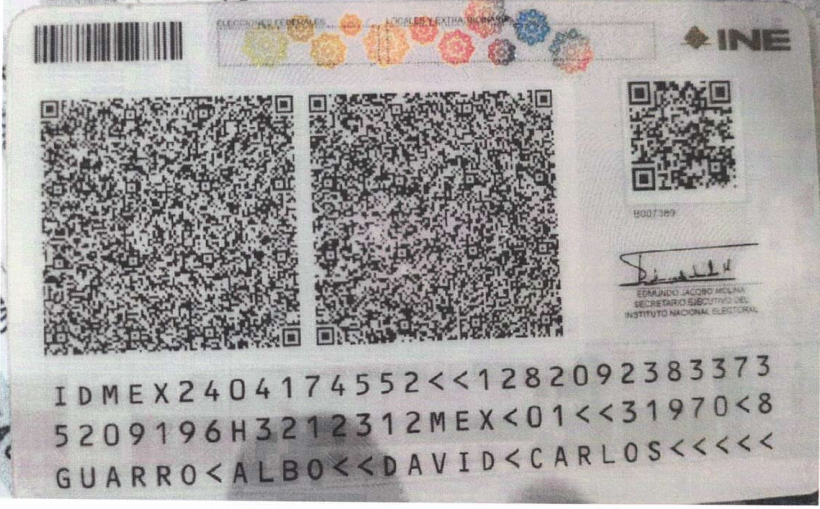 ELECCIONES FEDERALES LOCALES Y EXTRAORDINARIAS
INE
B007389
EDMUNDO JACOBO MOLINA
SECRETARIO EJECUTIVO DEL
INSTITUTO NACIONAL ELECTORAL
IDMEX2404174552<<1282092383373
5209196H3212312MEX<01<<31970<8
GUARRO<ALBO<<DAVID<CARLOS<<<<<